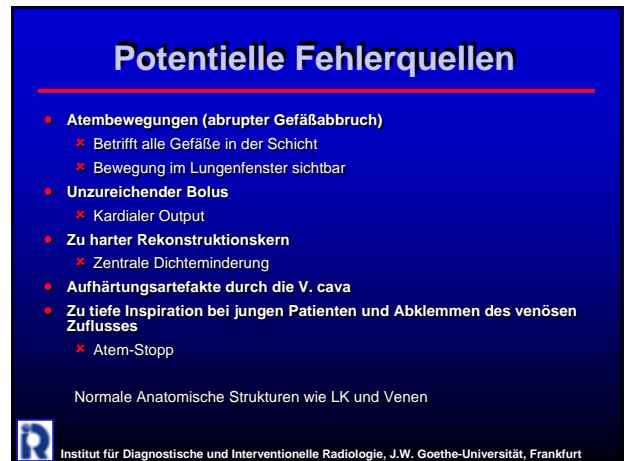 Potentielle Fehlerquellen
Atembewegungen (abrupter Gefäßabbruch)
Betrifft alle Gefäße in der Schicht
Bewegung im Lungenfenster sichtbar
Unzureichender Bolus
Kardialer Output
Zu harter Rekonstruktionskern
Zentrale Dichteminderung
Aufhärtungsartefakte durch die V. cava
Zu tiefe Inspiration bei jungen Patienten und Abklemmen des venösen
Zuflusses
Atem-Stopp
Normale Anatomische Strukturen wie LK und Venen
Institut für Diagnostische und Interventionelle Radiologie, J.W. Goethe-Universität, Frankfurt